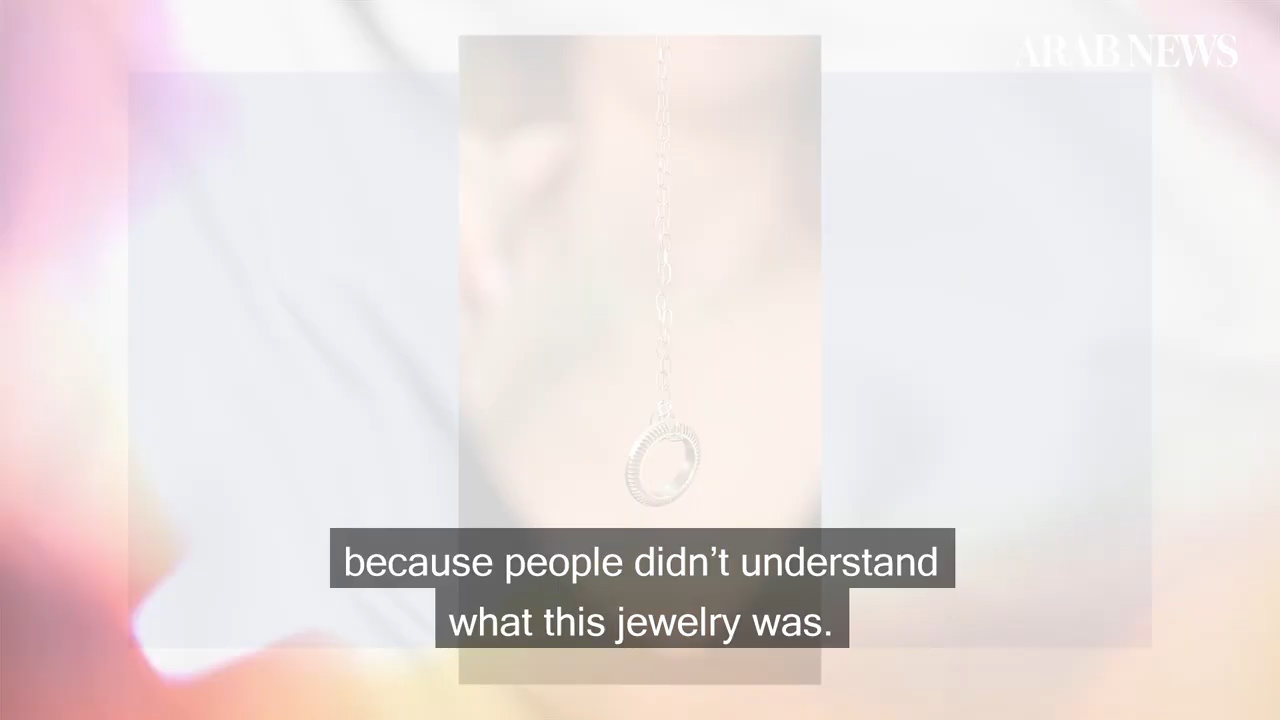 ARAB NEWS
because people didn’t understand
what this jewelry was.